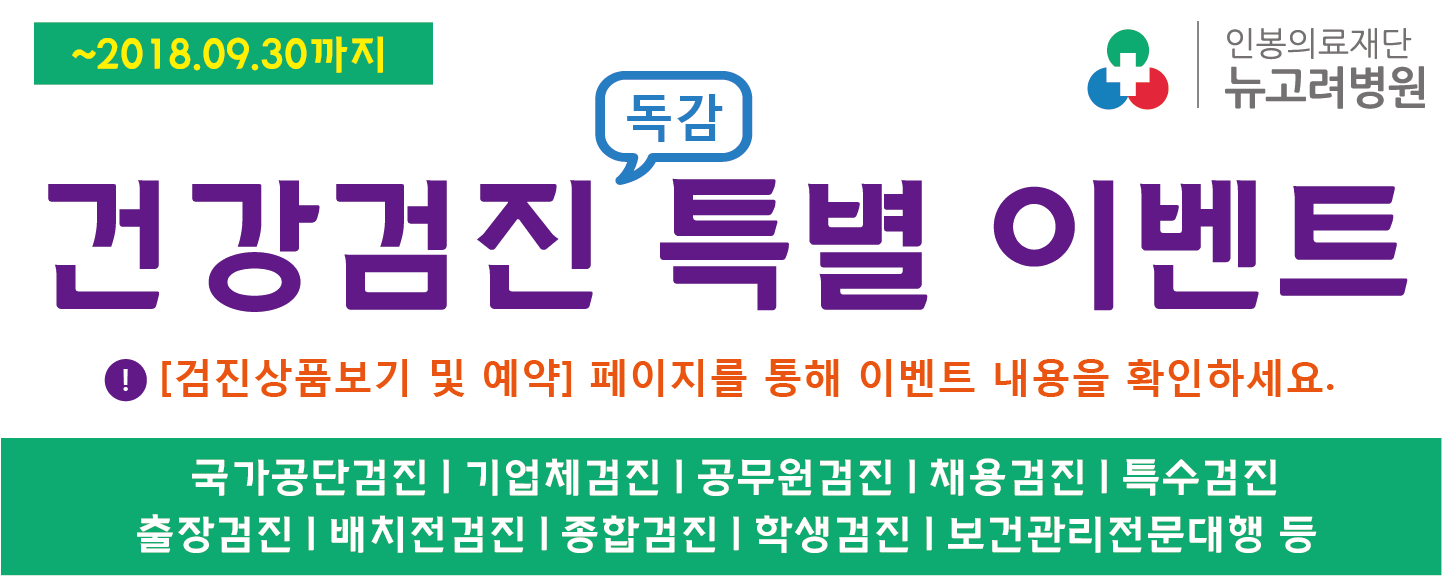 ~2018.09.30까지
인봉의료재단
뉴고려병원
독감
건강검진 특별 이벤트
! [검진상품보기 및 예약] 페이지를 통해 이벤트 내용을 확인하세요.
국가공단검진 | 기업체검진 | 공무원검진 | 채용검진 | 특수검진
출장검진 | 배치전검진 | 종합검진 | 학생검진 | 보건관리전문대행 등